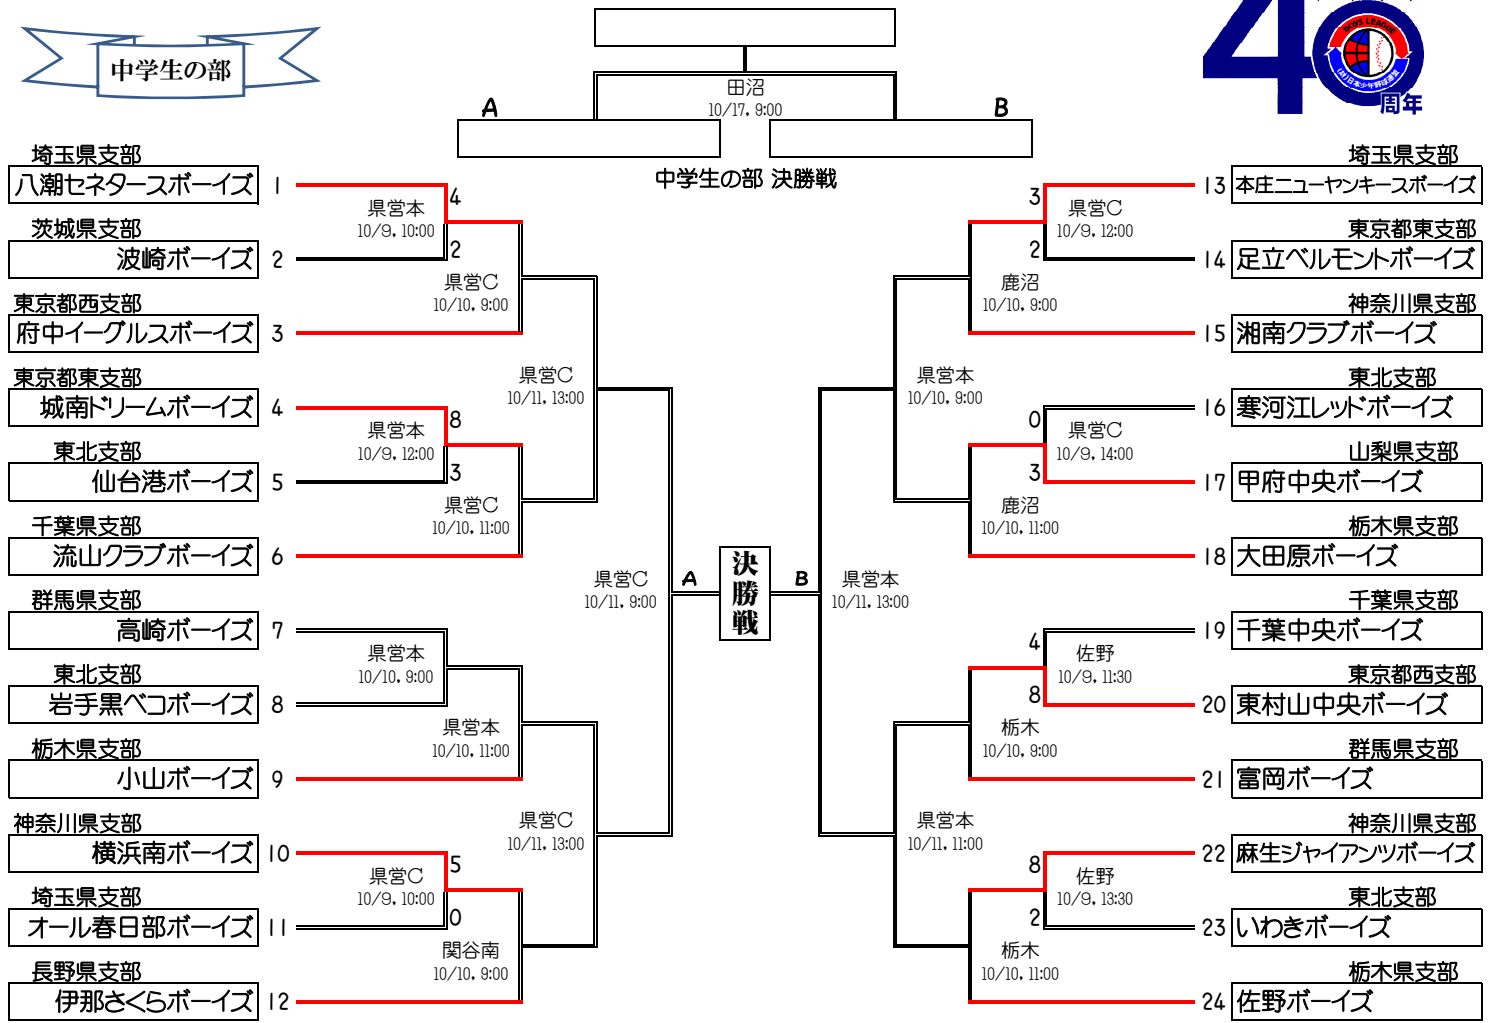 中学生の部
40
BOYS LEAGUE
(財)日本少年野球連盟
周年
田沼
10/17, 9:00
A
B
中学生の部 決勝戦
埼玉県支部
八潮セネタースボーイズ
1
茨城県支部
波崎ボーイズ
2
東京都西支部
府中イーグルスボーイズ
3
東京都東支部
城南ドリームボーイズ
4
東北支部
仙台港ボーイズ
5
千葉県支部
流山クラブボーイズ
6
群馬県支部
高崎ボーイズ
7
東北支部
岩手黒ベコボーイズ
8
栃木県支部
小山ボーイズ
9
神奈川県支部
横浜南ボーイズ
10
埼玉県支部
オール春日部ボーイズ
11
長野県支部
伊那さくらボーイズ
12
4
県営本
10/9, 10:00
2
県営C
10/10, 9:00
県営C
10/11, 13:00
8
県営本
10/9, 12:00
3
県営C
10/10, 11:00
県営C
10/11, 9:00
県営本
10/10, 9:00
県営本
10/10, 11:00
県営C
10/11, 13:00
5
県営C
10/9, 10:00
0
関谷南
10/10, 9:00
A
決勝戦
B
3
県営C
10/9, 12:00
2
鹿沼
10/10, 9:00
県営本
10/10, 9:00
0
県営C
10/9, 14:00
3
鹿沼
10/10, 11:00
県営本
10/11, 13:00
4
佐野
10/9, 11:30
8
栃木
10/10, 9:00
県営本
10/11, 11:00
8
佐野
10/9, 13:30
2
栃木
10/10, 11:00
埼玉県支部
13
本庄ニューヤンキースボーイズ
東京都東支部
14
足立ベルモントボーイズ
神奈川県支部
15
湘南クラブボーイズ
東北支部
16
寒河江レッドボーイズ
山梨県支部
17
甲府中央ボーイズ
栃木県支部
18
大田原ボーイズ
千葉県支部
19
千葉中央ボーイズ
東京都西支部
20
東村山中央ボーイズ
群馬県支部
21
富岡ボーイズ
神奈川県支部
22
麻生ジャイアンツボーイズ
東北支部
23
いわきボーイズ
栃木県支部
24
佐野ボーイズ